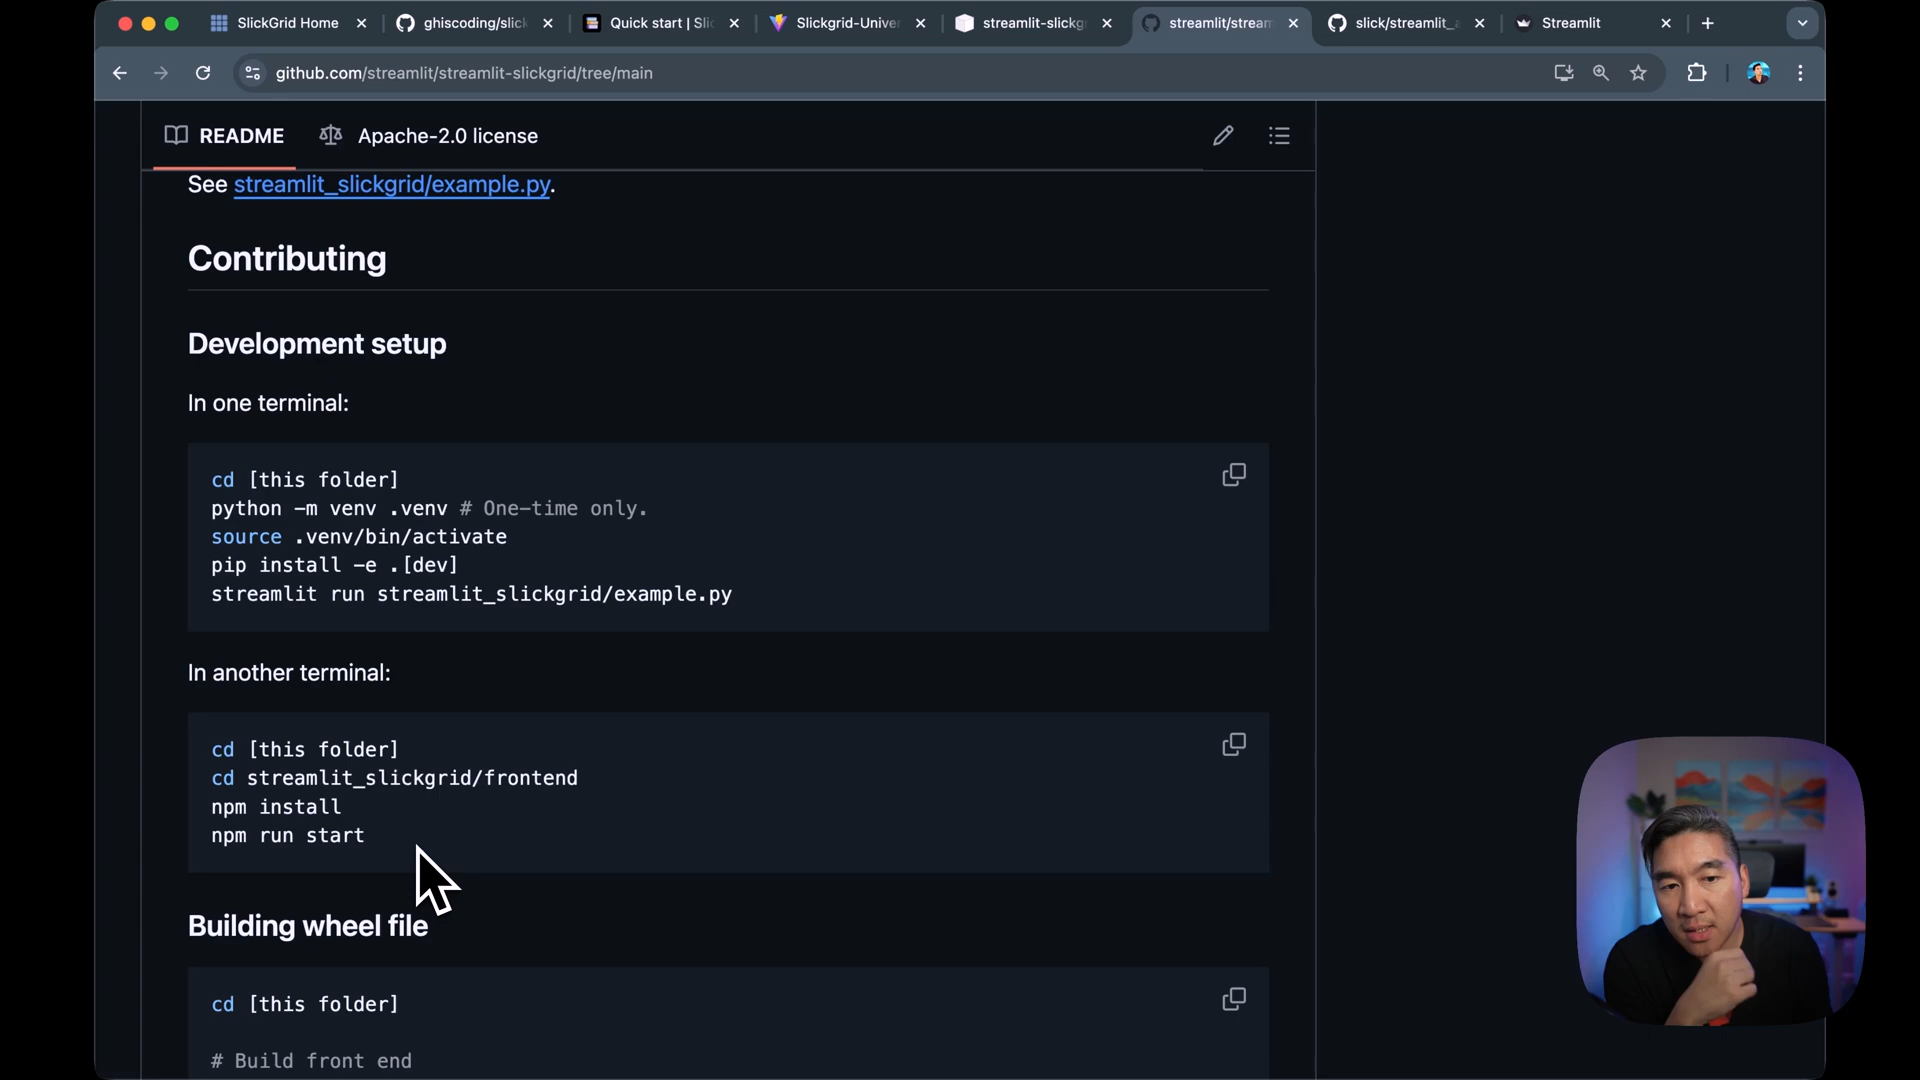 SlickGrid Home
ghiscoding/slick
Quick start | Slic
Slickgrid-Univer
streamlit-slickg
streamlit/stream
slick/streamlit_a
Streamlit
github.com/streamlit/streamlit-slickgrid/tree/main
README
Apache-2.0 license
See streamlit_slickgrid/example.py.
Contributing
Development setup
In one terminal:
cd [this folder]
python -m venv .venv # One-time only.
source .venv/bin/activate
pip install -e .[dev]
streamlit run streamlit_slickgrid/example.py
In another terminal:
cd [this folder]
cd streamlit_slickgrid/frontend
npm install
npm run start
Building wheel file
cd [this folder]
# Build front end